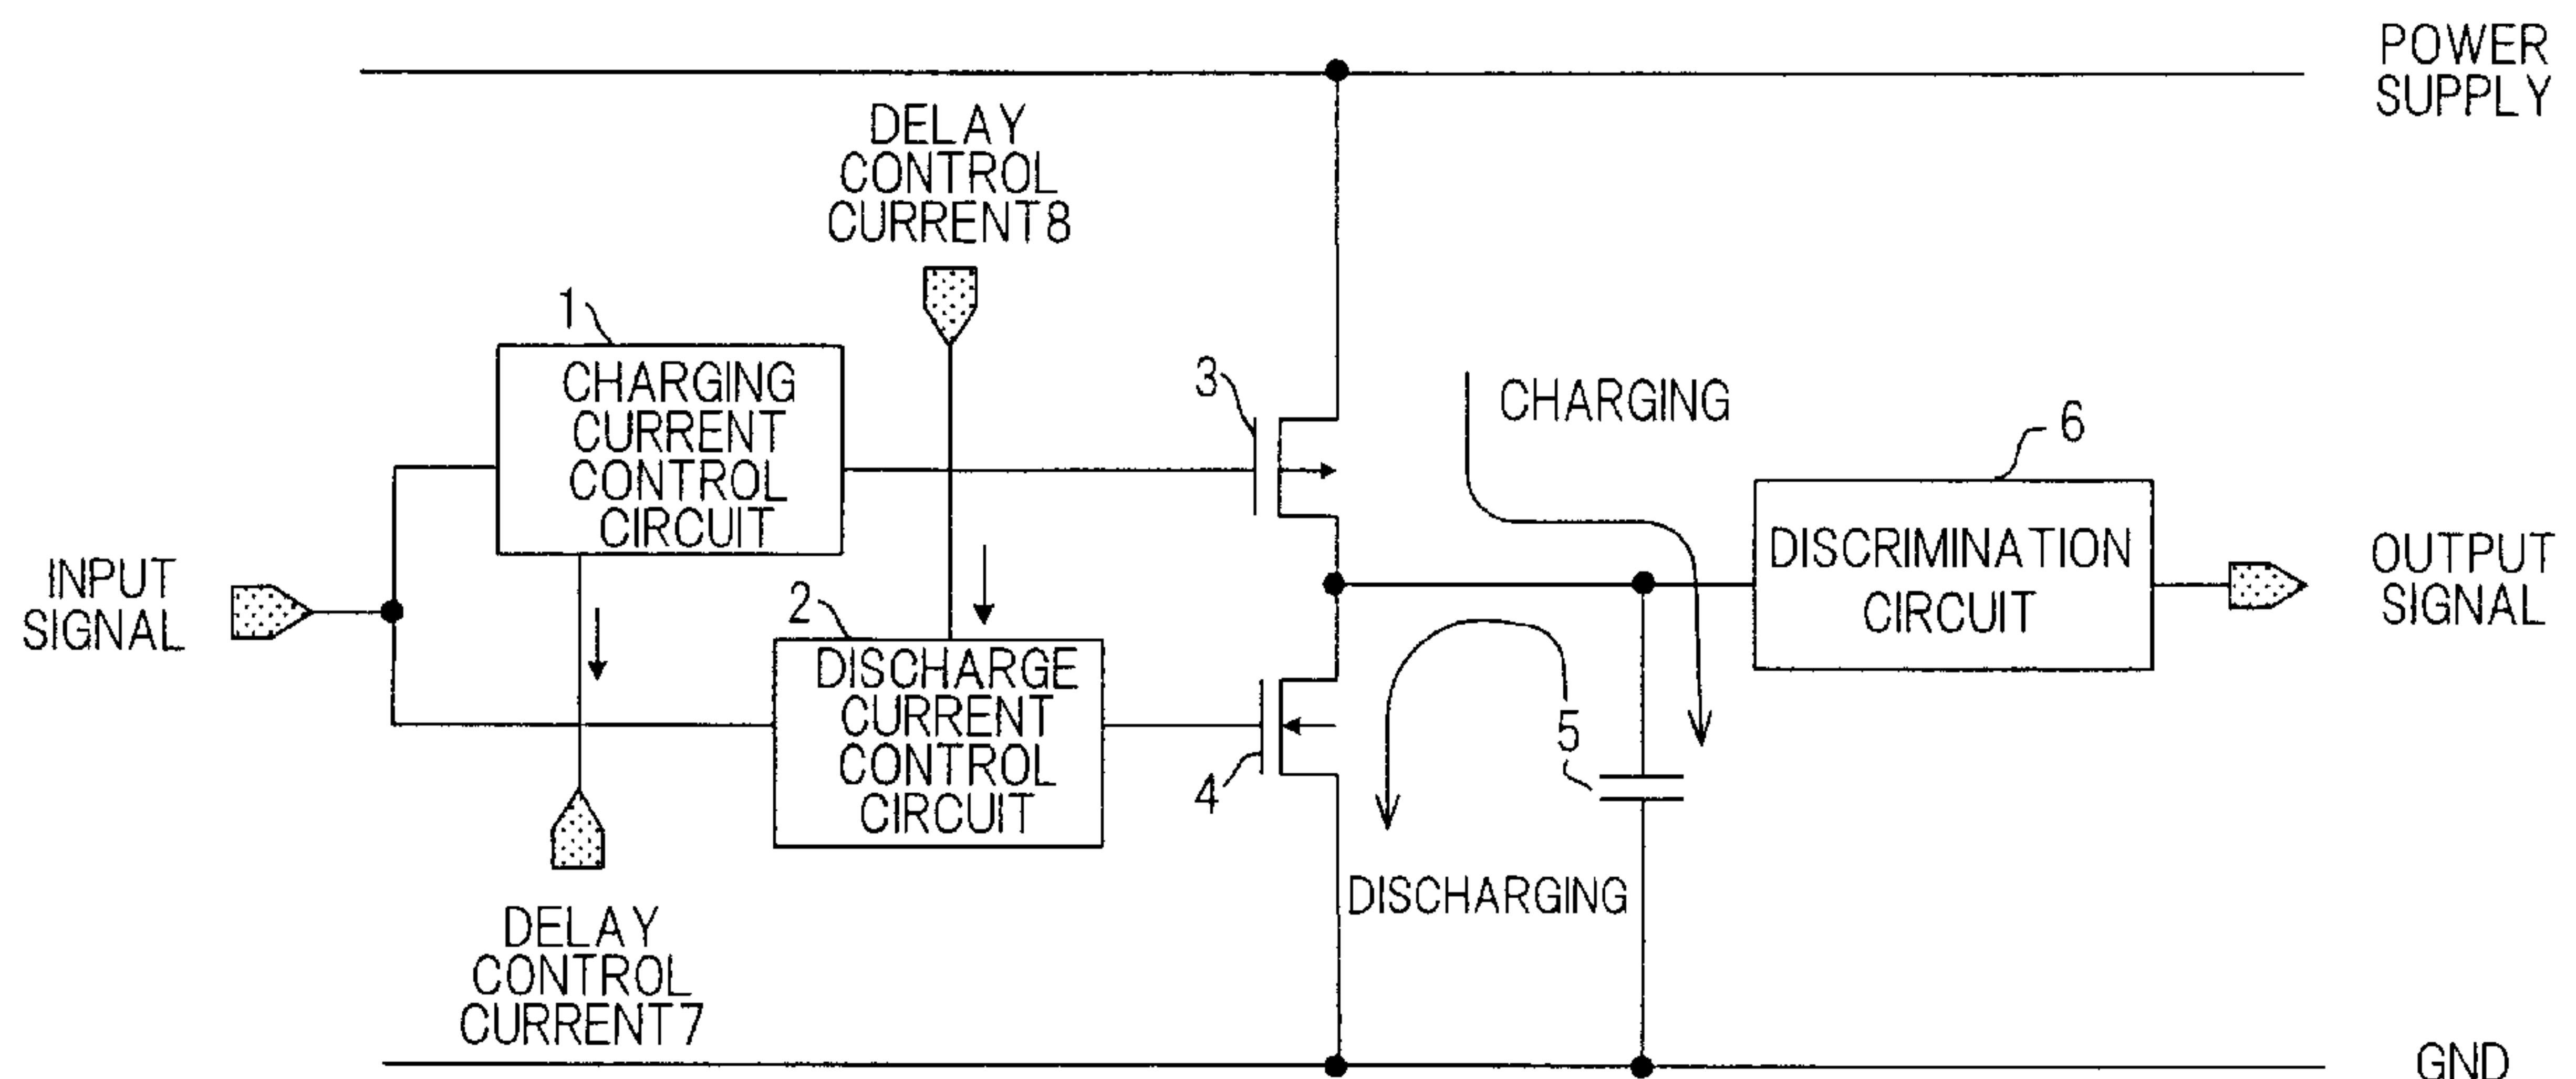 POWER
SUPPLY
DELAY
CONTROL
CURRENT8
1
CHARGING
CURRENT
CONTROL
CIRCUIT
3
CHARGING
6
DISCRIMINATION
CIRCUIT
INPUT
SIGNAL
OUTPUT
SIGNAL
2
DISCHARGE
CURRENT
CONTROL
CIRCUIT
4
5
DISCHARGING
DELAY
CONTROL
CURRENT7
GND